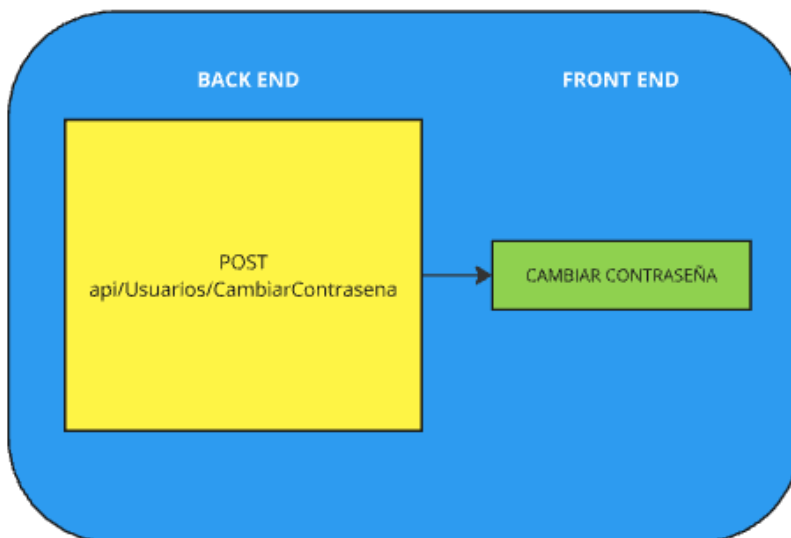 BACK END
FRONT END
POST
api/Usuarios/CambiarContrasena
CAMBIAR CONTRASEÑA